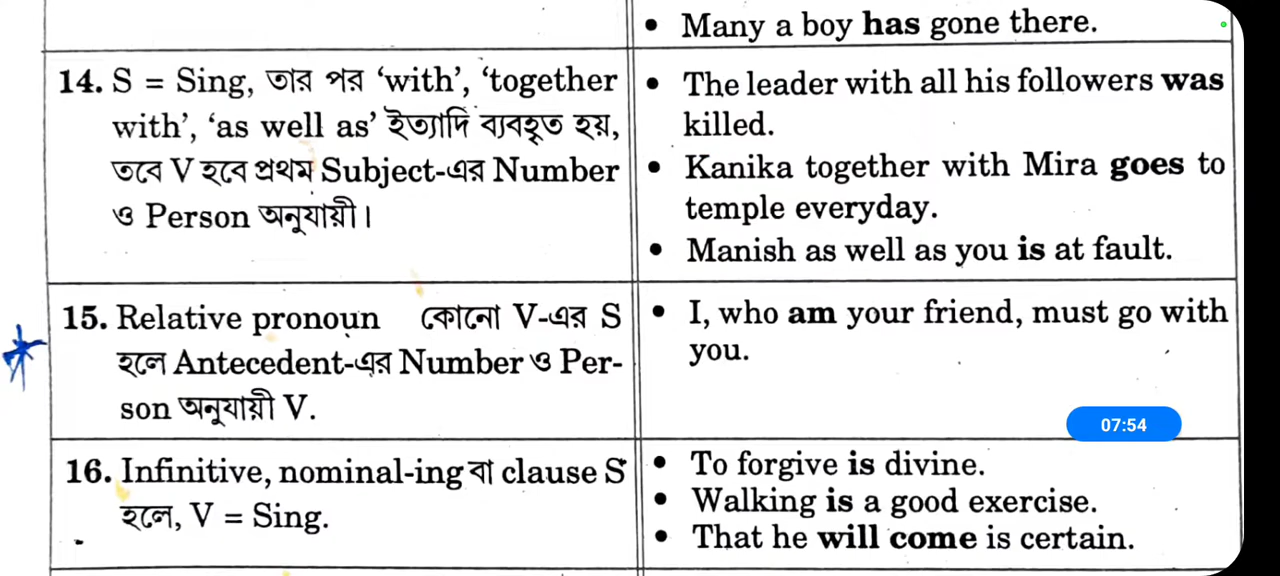 • Many a boy has gone there.
14. S = Sing, তার পর 'with', 'together
with', 'as well as' ইত্যাদি ব্যবহৃত হয়,
তবে V হবে প্রথম Subject-এর Number
ও Person অনুযায়ী।
• The leader with all his followers was
killed.
• Kanika together with Mira goes to
temple everyday.
• Manish as well as you is at fault.
15. Relative pronoun কোনো V-এর S
হলে Antecedent-এর Number ও Per-
son অনুযায়ী V.
• I, who am your friend, must go with
you.
07:54
16. Infinitive, nominal-ing বা clause S
হলে, V = Sing.
• To forgive is divine.
• Walking is a good exercise.
• That he will come is certain.